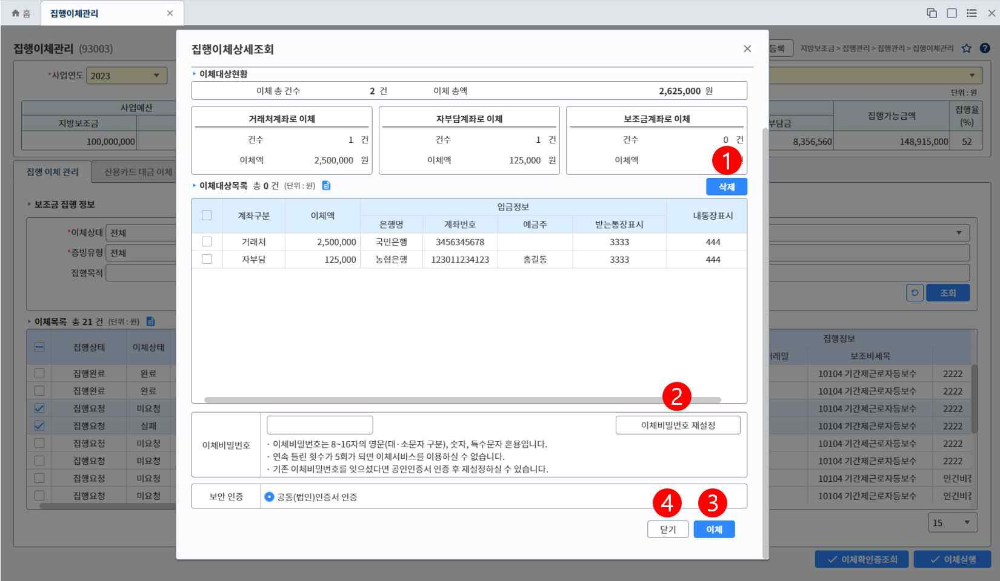 홈
집행이체관리
집행이체관리 (93003)
등록
지방보조금 > 집행관리 > 집행관리 > 집행이체관리
*사업연도 2023
단위 : 원
사업예산
지방보조금
100,000,000
부담금
집행가능금액
집행율
(%)
8,356,560
148,915,000
52
집행 이체 관리
신용카드 대금 이체
보조금 집행 정보
*이체상태 전체
*증빙유형 전체
집행목적
조회
이체목록 총 21 건 (단위 : 원)
집행상태 이체상태
집행정보
래일 보조비세목
집행완료 완료 10104 기간제근로자등보수 2222
집행완료 완료 10104 기간제근로자등보수 2222
집행요청 미요청 10104 기간제근로자등보수 2222
집행요청 실패 10104 기간제근로자등보수 2222
집행요청 미요청 10104 기간제근로자등보수 2222
집행요청 미요청 10104 기간제근로자등보수 2222
집행요청 미요청 10104 기간제근로자등보수 인건비
집행요청 미요청 10104 기간제근로자등보수 인건비
15
이체확인증조회
이체실행
집행이체상세조회
이체대상현황
이체 총 건수 2 건 이체 총액 2,625,000 원
거래처계좌로 이체
건수 1 건
이체액 2,500,000 원
자부담계좌로 이체
건수 1 건
이체액 125,000 원
보조금계좌로 이체
건수 0 건
이체액
1
이체대상목록 총 0 건 (단위 : 원)
삭제
계좌구분 이체액 입금정보 내통장표시
은행명 계좌번호 예금주 받는통장표시
거래처 2,500,000 국민은행 3456345678 3333 444
자부담 125,000 농협은행 123011234123 홍길동 3333 444
2
이체비밀번호
이체비밀번호 재설정
· 이체비밀번호는 8~16자의 영문(대·소문자 구분), 숫자, 특수문자 혼용입니다.
· 연속 틀린 횟수가 5회가 되면 이체서비스를 이용하실 수 없습니다.
· 기존 이체비밀번호를 잊으셨다면 공인인증서 인증 후 재설정하실 수 있습니다.
보안 인증 공동(법인)인증서 인증
4
3
닫기
이체